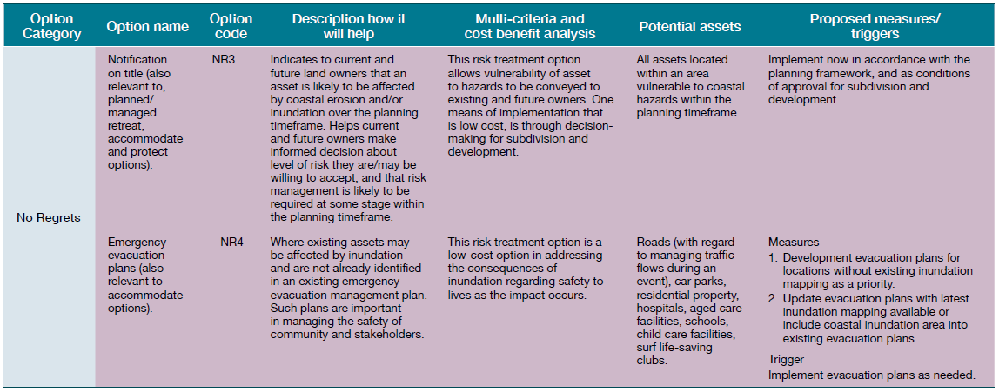 Option
Category
Option name
Option
code
Description how it
will help
Multi-criteria and
cost benefit analysis
Potential assets
Proposed measures/
triggers
No Regrets
Notification
on title (also
relevant to,
planned/
managed
retreat,
accommodate
and protect
options).
NR3
Indicates to current and
future land owners that an
asset is likely to be affected
by coastal erosion and/or
inundation over the planning
timeframe. Helps current
and future owners make
informed decision about
level of risk they are/may be
willing to accept, and that risk
management is likely to be
required at some stage within
the planning timeframe.
This risk treatment option
allows vulnerability of asset
to hazards to be conveyed to
existing and future owners. One
means of implementation that
is low cost, is through decision-
making for subdivision and
development.
All assets located
within an area
vulnerable to coastal
hazards within the
planning timeframe.
Implement now in accordance with the
planning framework, and as conditions
of approval for subdivision and
development.
Emergency
evacuation
plans (also
relevant to
accommodate
options).
NR4
Where existing assets may
be affected by inundation
and are not already identified
in an existing emergency
evacuation management plan.
Such plans are important
in managing the safety of
community and stakeholders.
This risk treatment option is a
low-cost option in addressing
the consequences of
inundation regarding safety to
lives as the impact occurs.
Roads (with regard
to managing traffic
flows during an
event), car parks,
residential property,
hospitals, aged care
facilities, schools,
child care facilities,
surf life-saving
clubs.
Measures
1. Development evacuation plans for
locations without existing inundation
mapping as a priority.
2. Update evacuation plans with latest
inundation mapping available or
include coastal inundation area into
existing evacuation plans.
Trigger
Implement evacuation plans as needed.